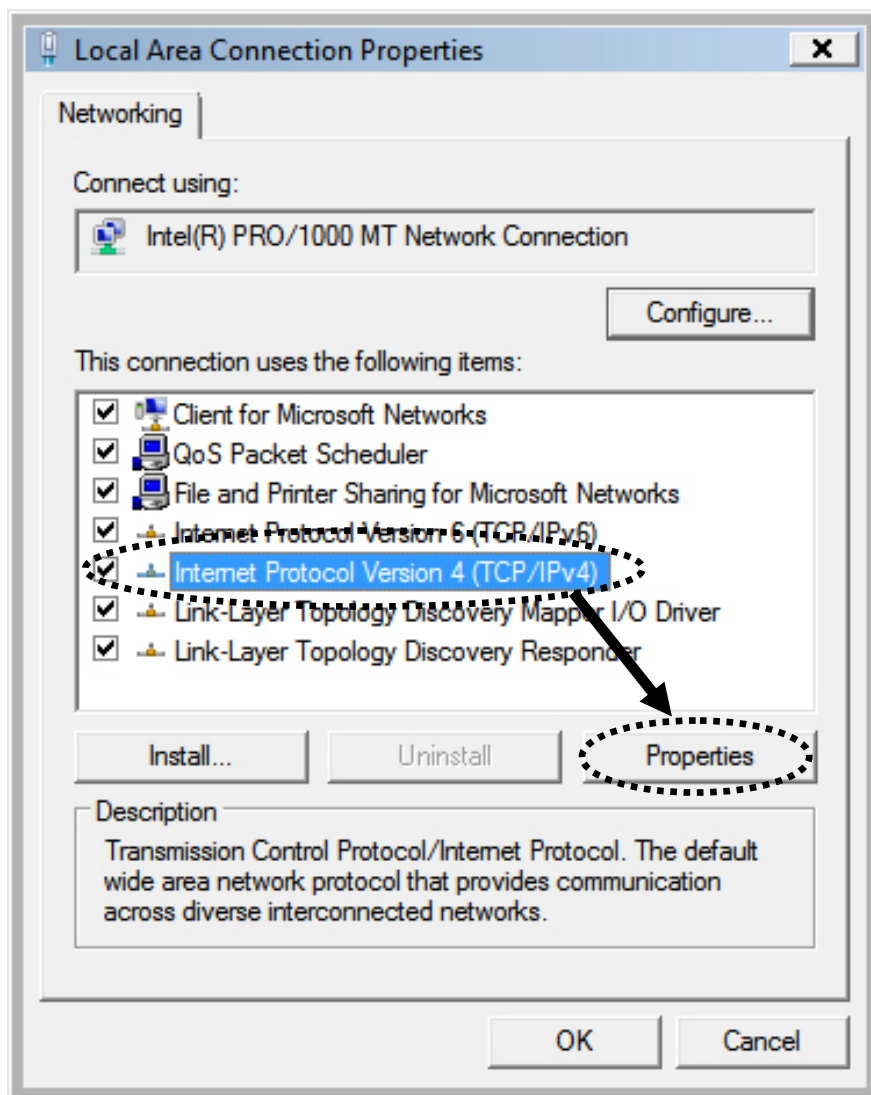 Local Area Connection Properties
Networking
Connect using:
Intel(R) PRO/1000 MT Network Connection
Configure...
This connection uses the following items:
Client for Microsoft Networks
QoS Packet Scheduler
File and Printer Sharing for Microsoft Networks
Internet Protocol Version 6 (TCP/IPv6)
Internet Protocol Version 4 (TCP/IPv4)
Link-Layer Topology Discovery Mapper I/O Driver
Link-Layer Topology Discovery Responder
Install...
Uninstall
Properties
Description
Transmission Control Protocol/Internet Protocol. The default
wide area network protocol that provides communication
across diverse interconnected networks.
OK
Cancel